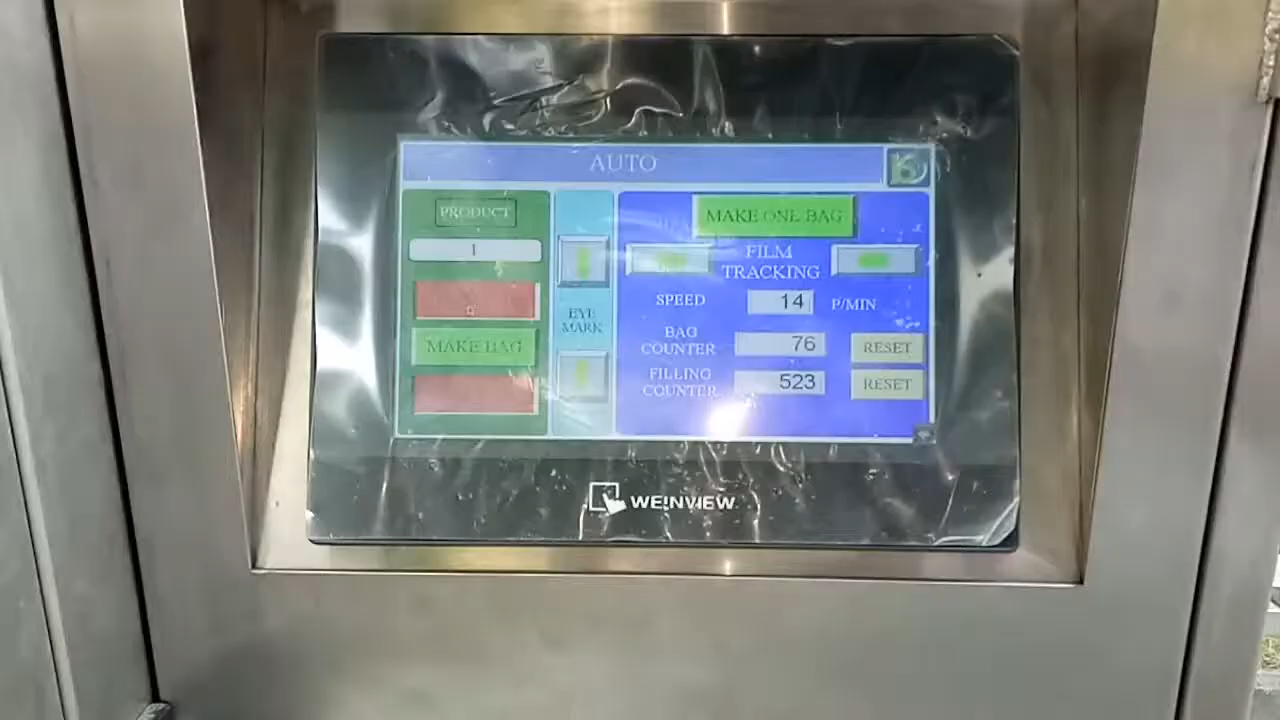 AUTO
PRODUCT
1
MAKE BAG
EYE
MARK
MAKE ONE BAG
FILM
TRACKING
SPEED 14 P/MIN
BAG
COUNTER 76 RESET
FILLING
COUNTER 523 RESET
WEINVIEW